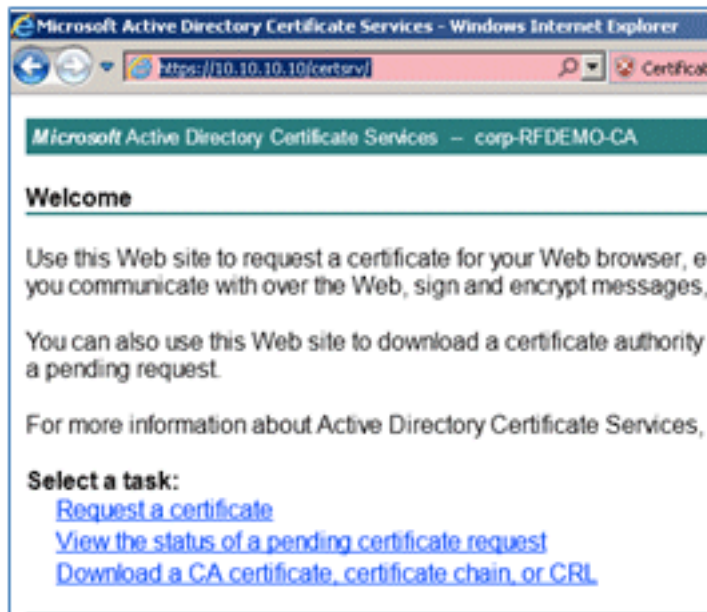 Microsoft Active Directory Certificate Services - Windows Internet Explorer
https://10.10.10.10/certsrv/
Certificat
Microsoft Active Directory Certificate Services -- corp-RFDEMO-CA
Welcome
Use this Web site to request a certificate for your Web browser, e
you communicate with over the Web, sign and encrypt messages,
You can also use this Web site to download a certificate authority
a pending request.
For more information about Active Directory Certificate Services,
Select a task:
Request a certificate
View the status of a pending certificate request
Download a CA certificate, certificate chain, or CRL